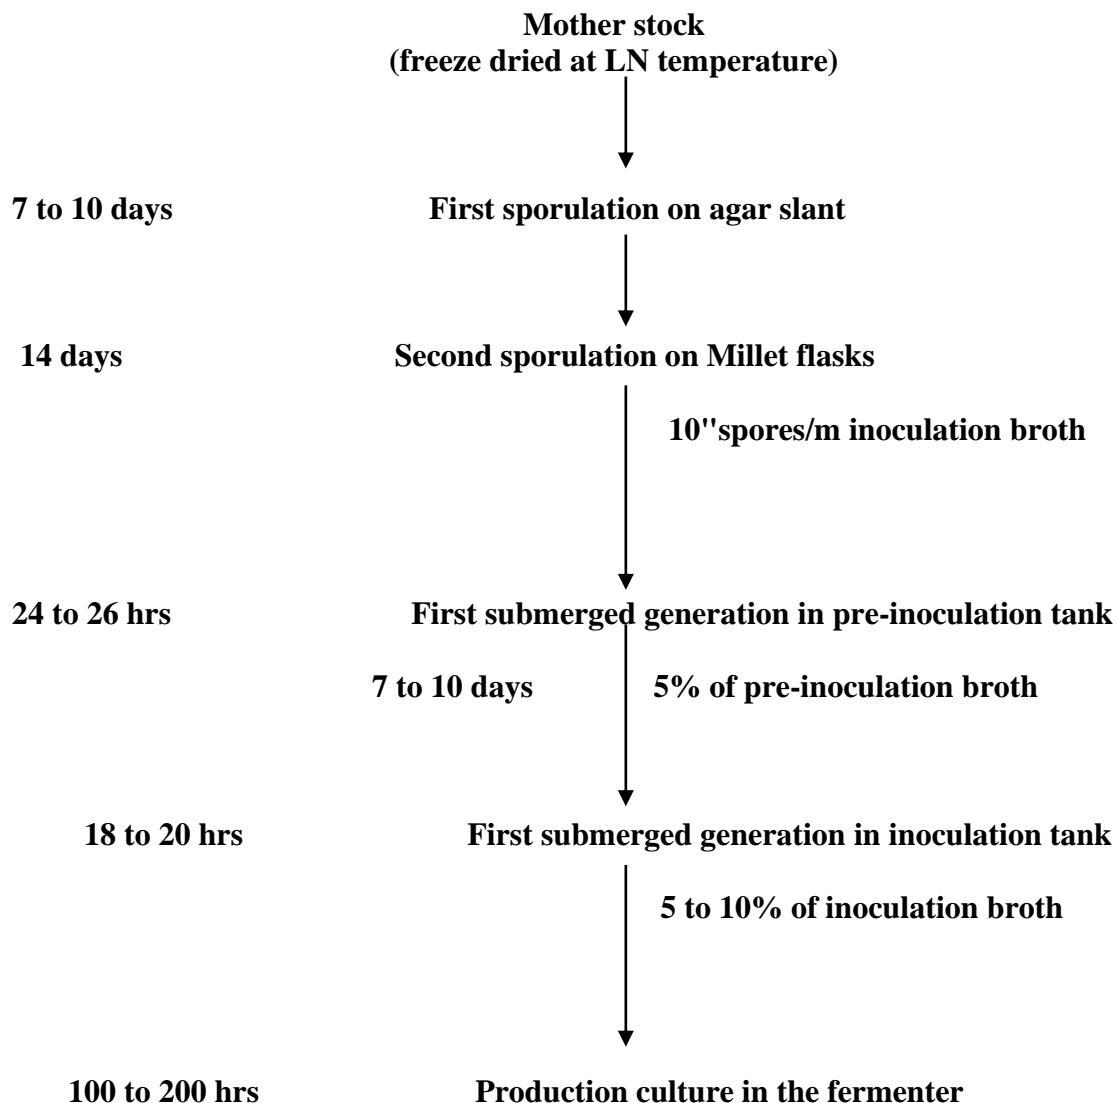 Mother stock
(freeze dried at LN temperature)
7 to 10 days First sporulation on agar slant
14 days Second sporulation on Millet flasks
10"spores/m inoculation broth
24 to 26 hrs First submerged generation in pre-inoculation tank
7 to 10 days 5% of pre-inoculation broth
18 to 20 hrs First submerged generation in inoculation tank
5 to 10% of inoculation broth
100 to 200 hrs Production culture in the fermenter